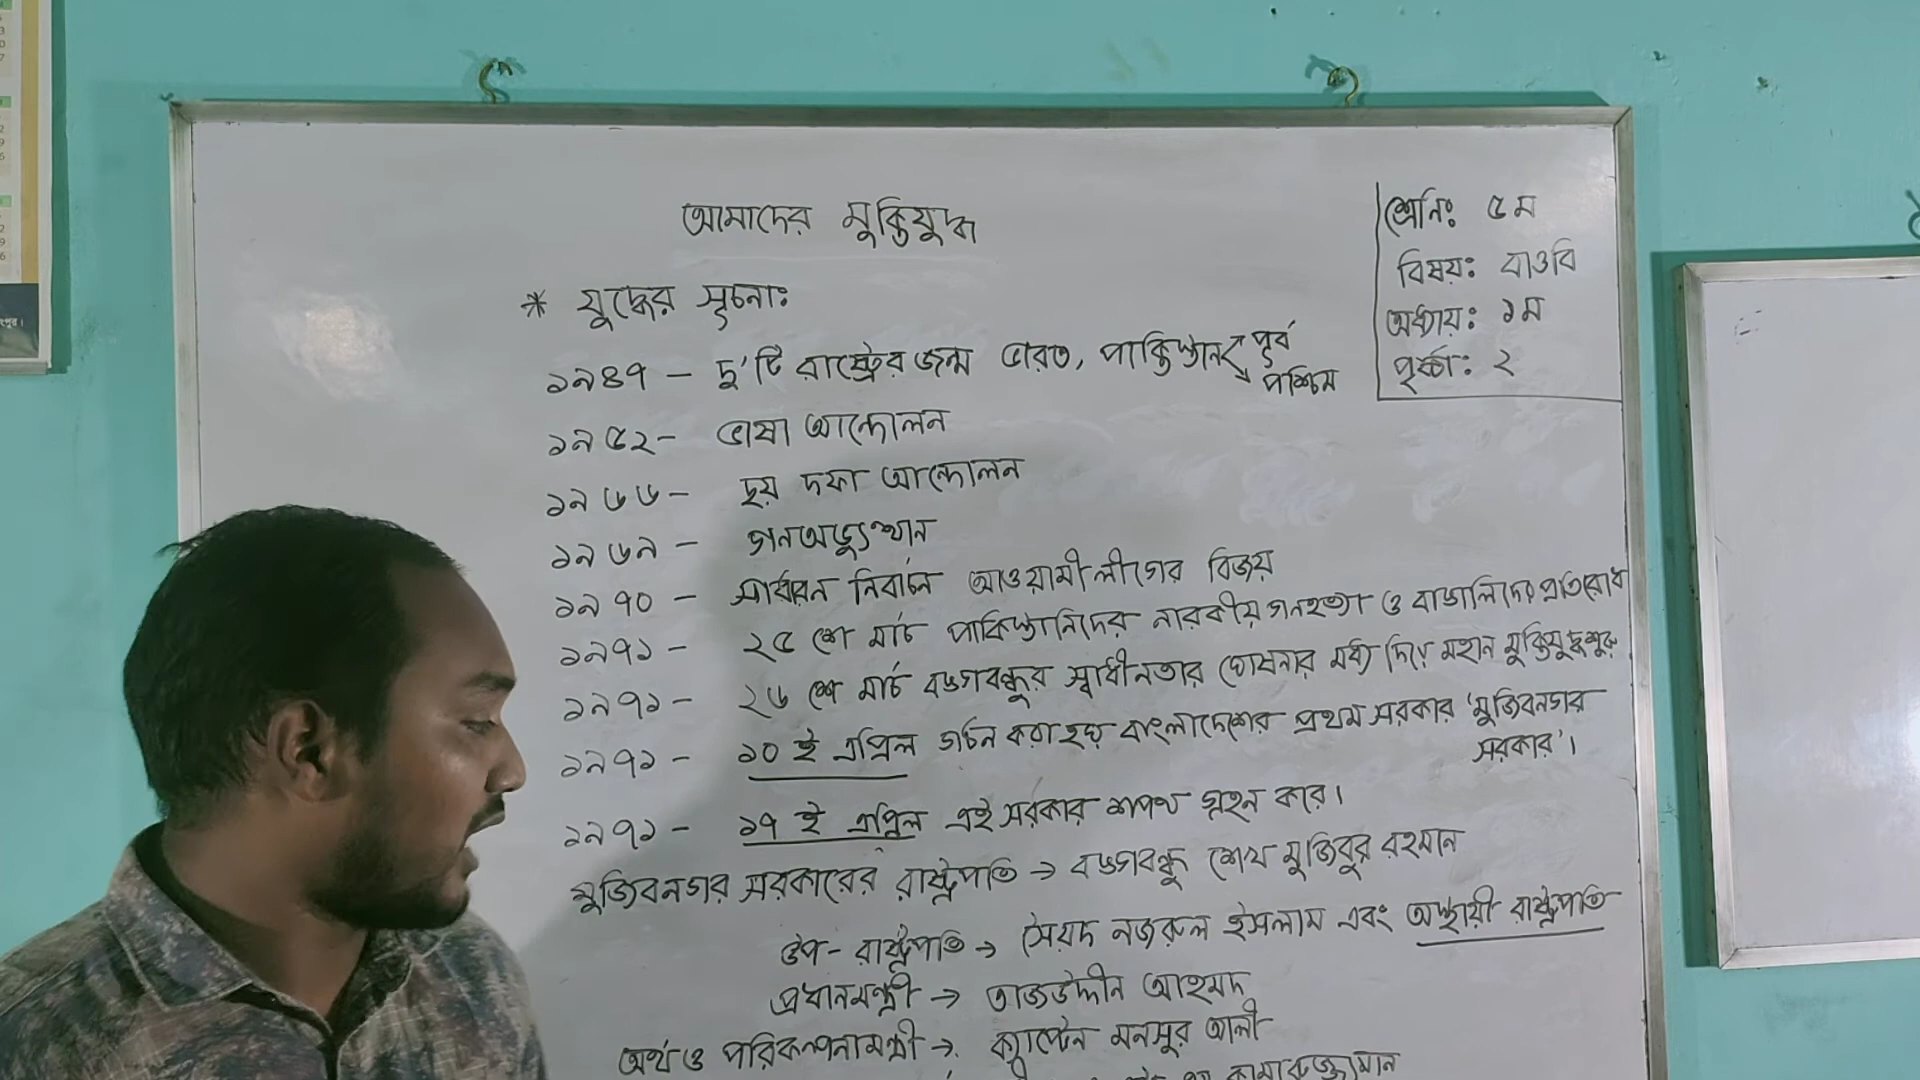 আমাদের মুক্তিযুদ্ধ
শ্রেনিঃ ৫ম
বিষয়ঃ বাওবি
অধ্যায়ঃ ১ম
পৃষ্ঠাঃ ২
* যুদ্ধের সূচনাঃ
১৯৪৭ - দু'টি রাষ্ট্রের জন্ম ভারত, পাকিস্তান পূর্ব
পশ্চিম
১৯৫২- ভাষা আন্দোলন
১৯৬৬- ছয় দফা আন্দোলন
১৯৬৯ - গনঅভ্যুত্থান
১৯৭০ - সাধারন নির্বাচন আওয়ামীলীগের বিজয়
১৯৭১ - ২৫ শে মার্চ পাকিস্তানিদের নারকীয় গনহত্যা ও বাঙালিদের প্রতিরোধ
১৯৭১ - ২৬ শে মার্চ বঙ্গবন্ধুর স্বাধীনতার ঘোষনার মধ্য দিয়ে মহান মুক্তিযুদ্ধ শুরু
১৯৭১ - ১০ ই এপ্রিল গঠন করা হয় বাংলাদেশের প্রথম সরকার 'মুজিবনগর
সরকার'।
১৯৭১ - ১৭ ই এপ্রিল এই সরকার শপথ গ্রহন করে।
মুজিবনগর সরকারের রাষ্ট্রপতি → বঙ্গবন্ধু শেখ মুজিবুর রহমান
উপ- রাষ্ট্রপতি → সৈয়দ নজরুল ইসলাম এবং অস্থায়ী রাষ্ট্রপতি
প্রধানমন্ত্রী → তাজউদ্দীন আহমদ
অর্থ ও পরিকল্পনামন্ত্রী → ক্যাপ্টেন মনসুর আলী
কামারুজ্জামান